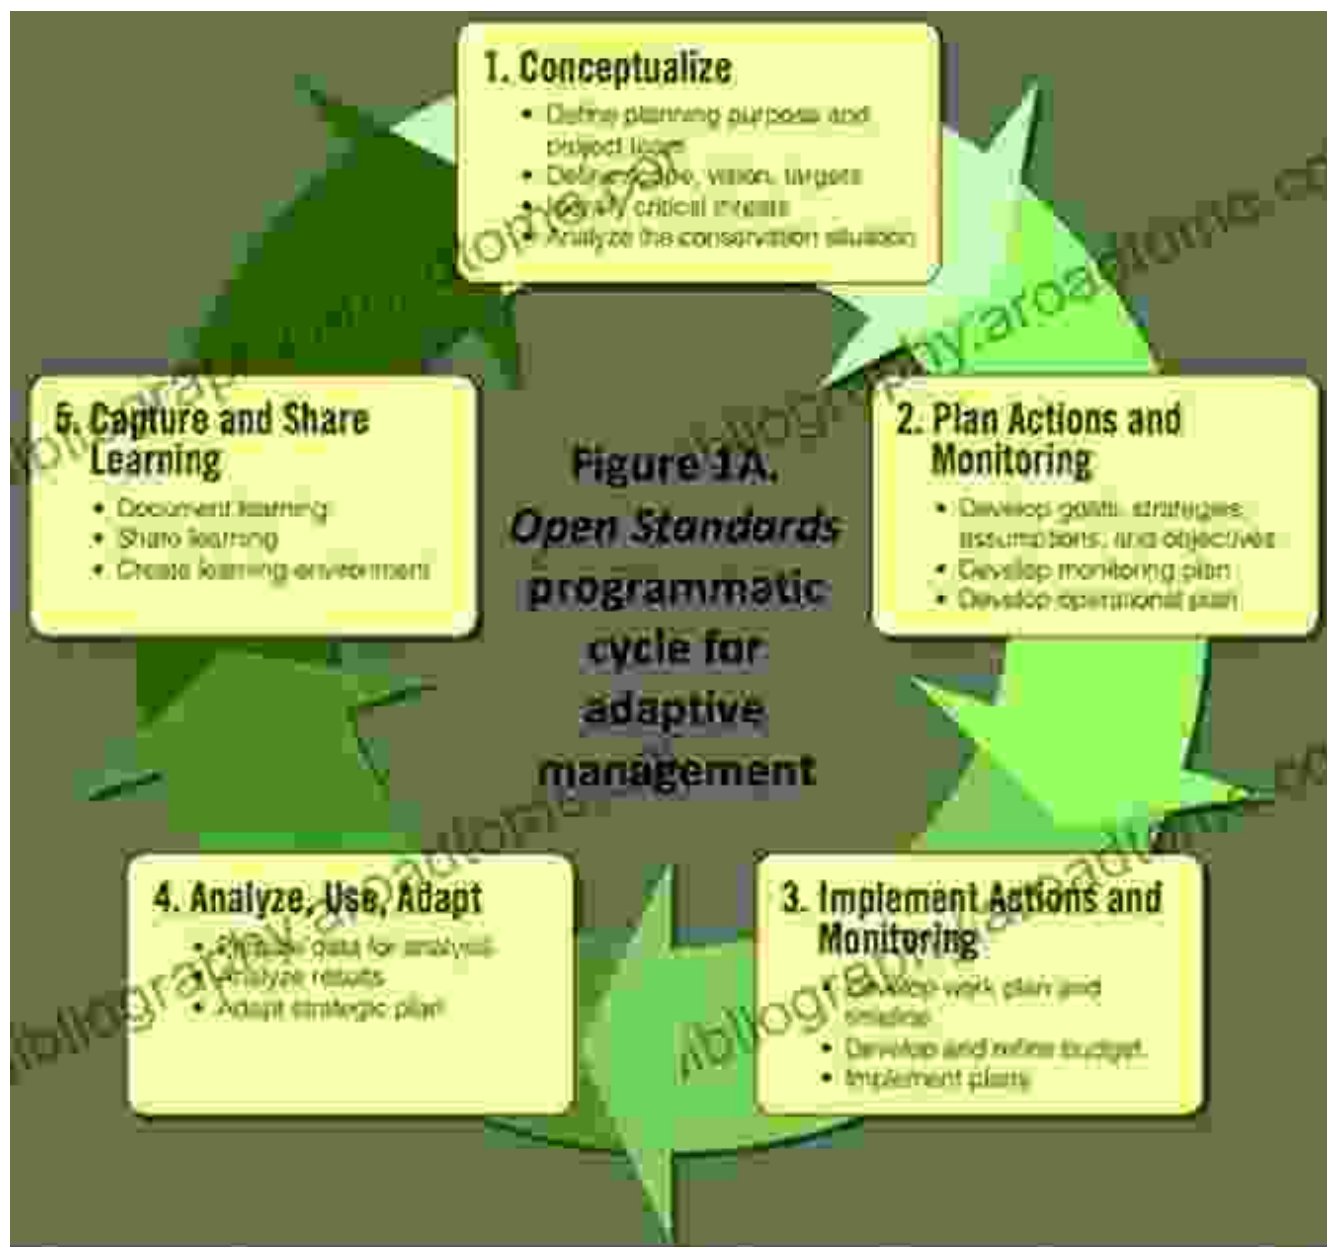 1. Conceptualize
• Define planning purpose and
project team
• Define scope, vision, targets
• Identify critical threats
• Analyze the conservation situation
2. Plan Actions and
Monitoring
• Develop goals, strategies,
assumptions, and objectives
• Develop monitoring plan
• Develop operational plan
3. Implement Actions and
Monitoring
• Develop work plan and
timeline
• Develop and refine budget
• Implement plans
4. Analyze, Use, Adapt
• Prepare data for analysis
• Analyze results
• Adapt strategic plan
5. Capture and Share
Learning
• Document learning
• Share learning
• Create learning environment
Figure 1A.
Open Standards
programmatic
cycle for
adaptive
management